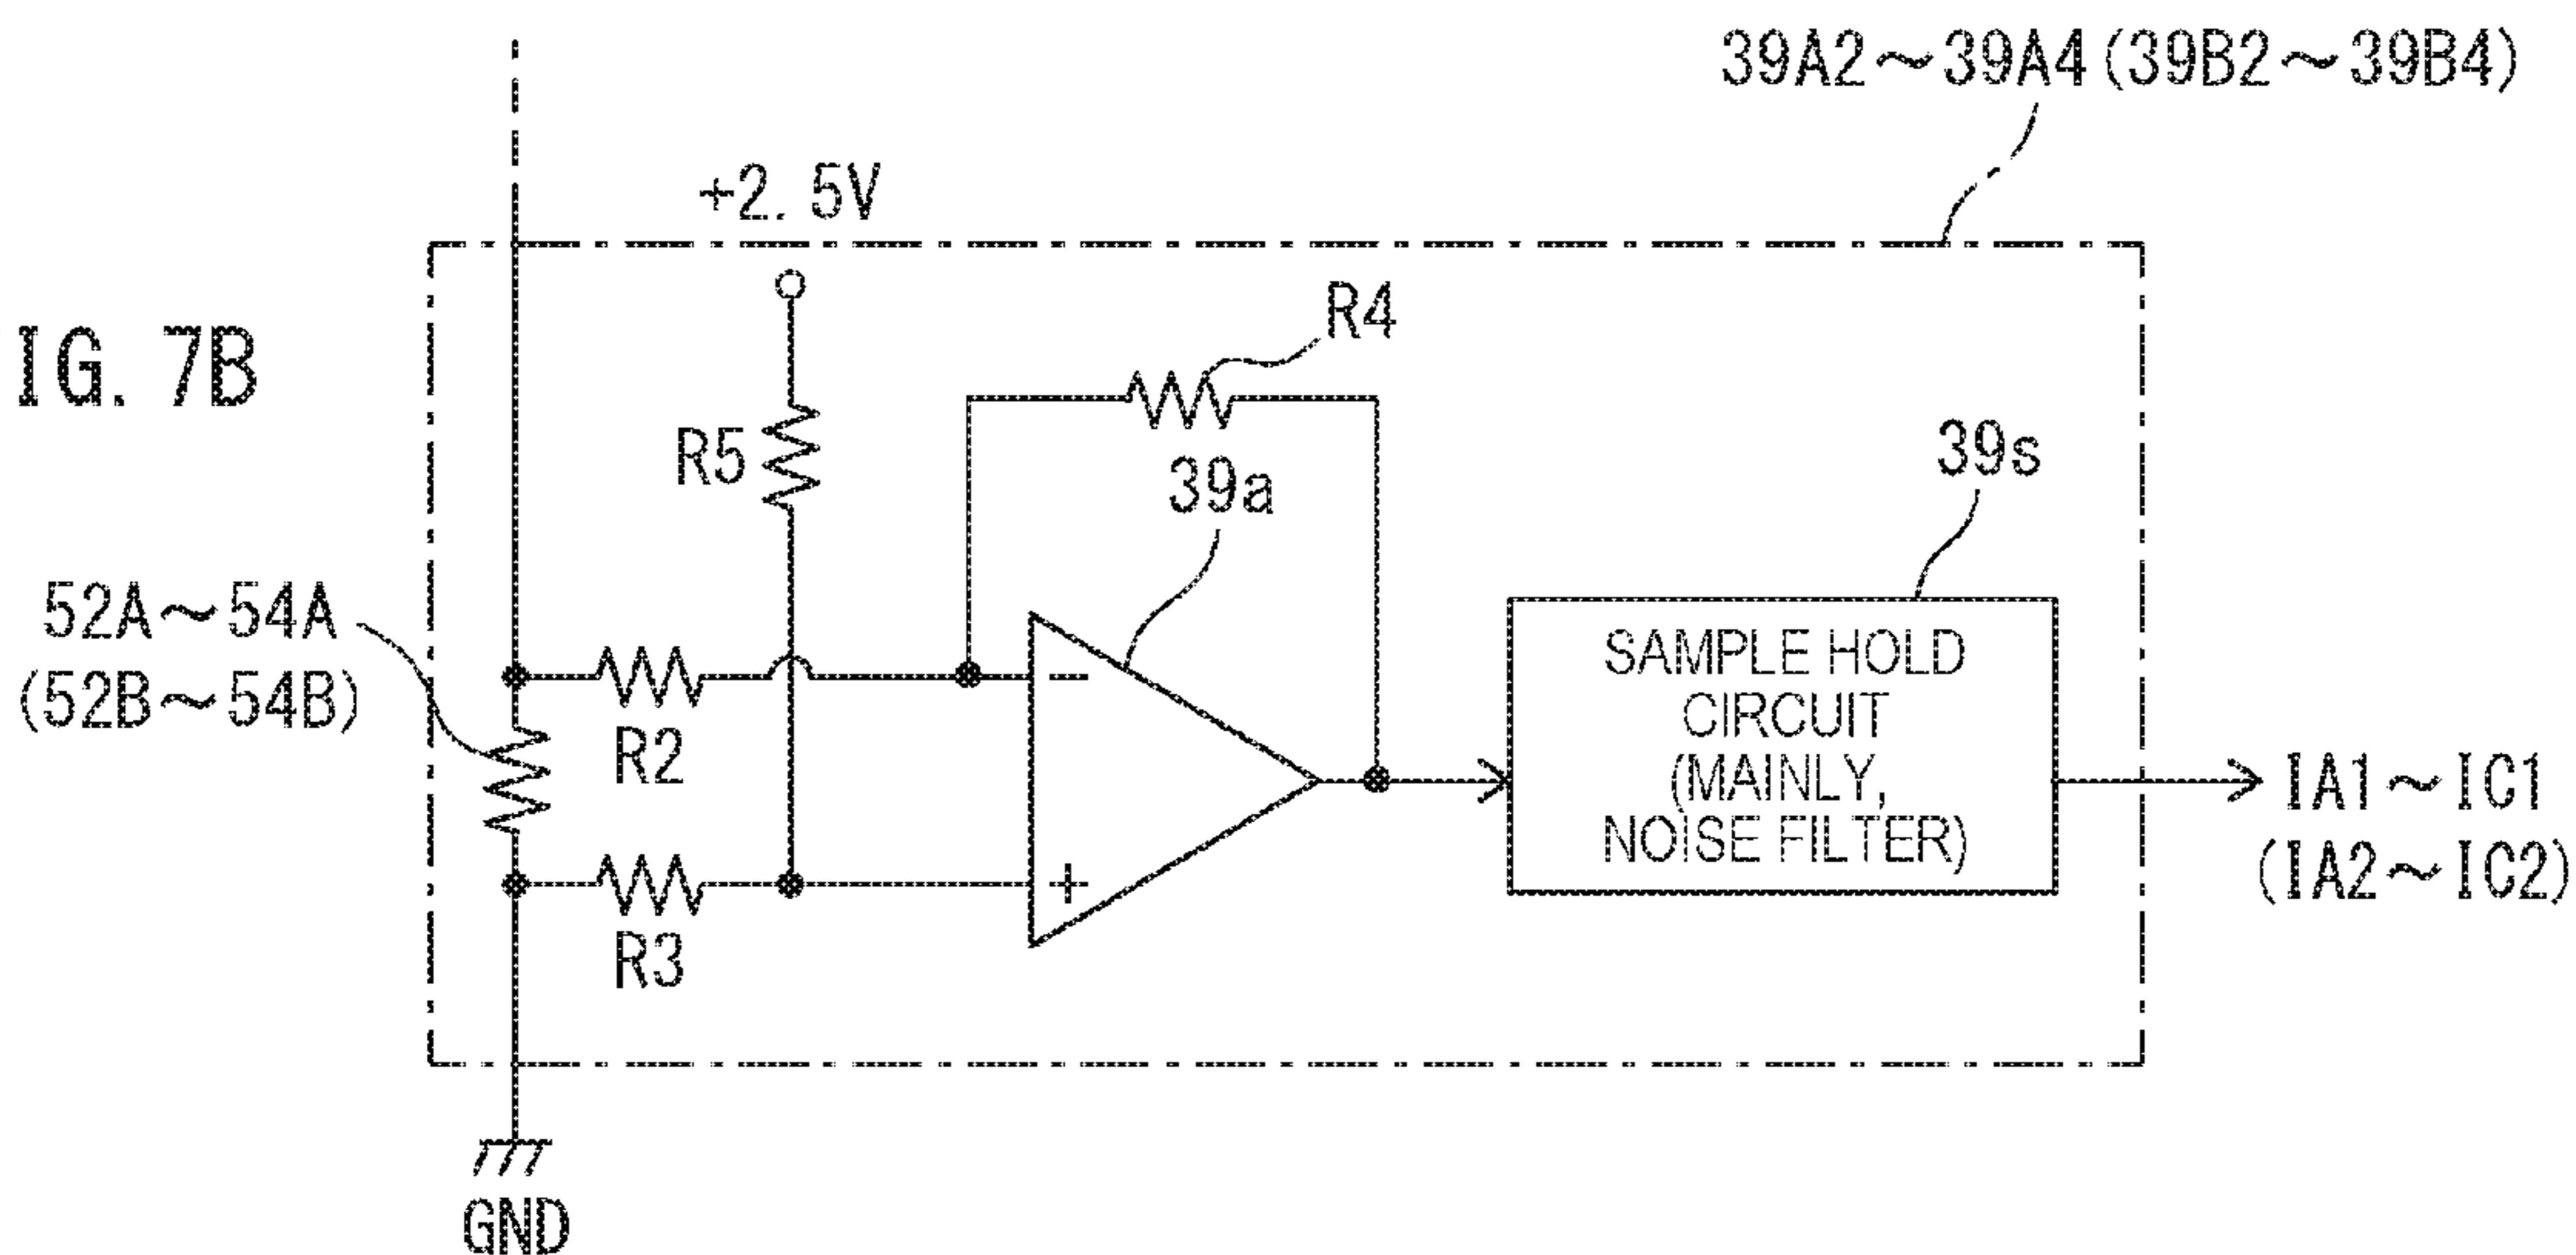 39A2～39A4(39B2～39B4)
+2.5V
IG. 7B
R4
R5
39a
39s
52A～54A
(52B～54B)
−
R2
SAMPLE HOLD
CIRCUIT
(MAINLY,
NOISE FILTER)
IA1～IC1
(IA2～IC2)
+
R3
GND